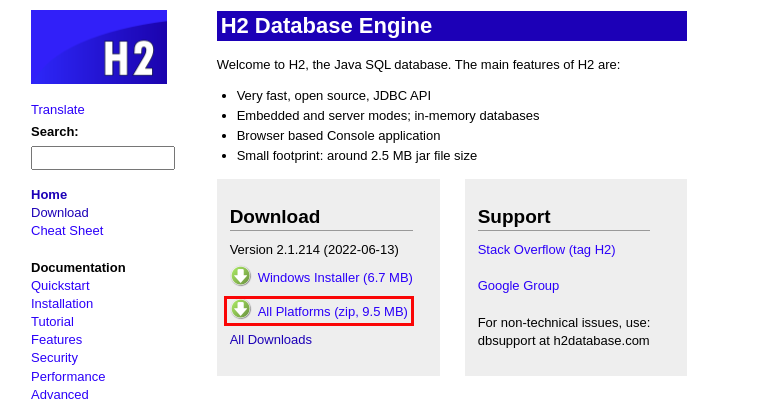 H2
Translate
Search:
Home
Download
Cheat Sheet
Documentation
Quickstart
Installation
Tutorial
Features
Security
Performance
Advanced
H2 Database Engine
Welcome to H2, the Java SQL database. The main features of H2 are:
Very fast, open source, JDBC API
Embedded and server modes; in-memory databases
Browser based Console application
Small footprint: around 2.5 MB jar file size
Download
Version 2.1.214 (2022-06-13)
Windows Installer (6.7 MB)
All Platforms (zip, 9.5 MB)
All Downloads
Support
Stack Overflow (tag H2)
Google Group
For non-technical issues, use:
dbsupport at h2database.com